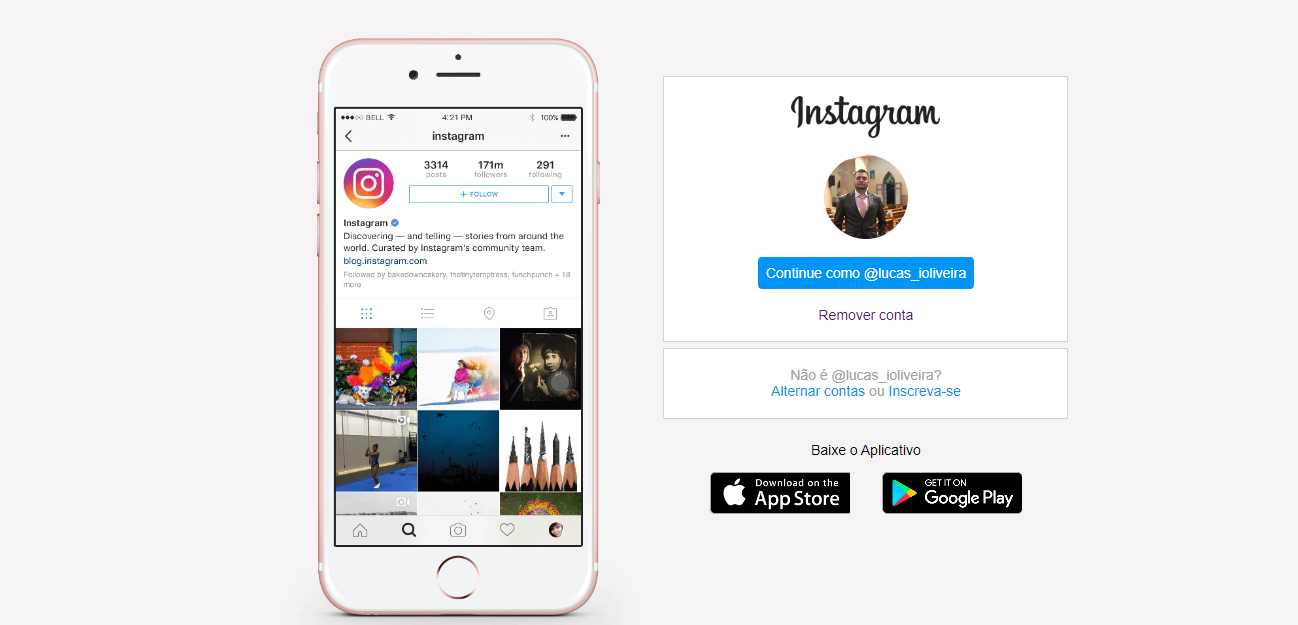 BELL
4:21 PM
100%
instagram
3314
171m
291
posts
followers
following
+ FOLLOW
Instagram
Discovering — and telling — stories from around the
world. Curated by Instagram's community team.
blog.instagram.com
Followed by bakedowncakery, thetinytemptress, funchpunch + 18
more
Instagram
Continue como @lucas_ioliveira
Remover conta
Não é @lucas_ioliveira?
Alternar contas ou Inscreva-se
Baixe o Aplicativo
Download on the
App Store
GET IT ON
Google Play